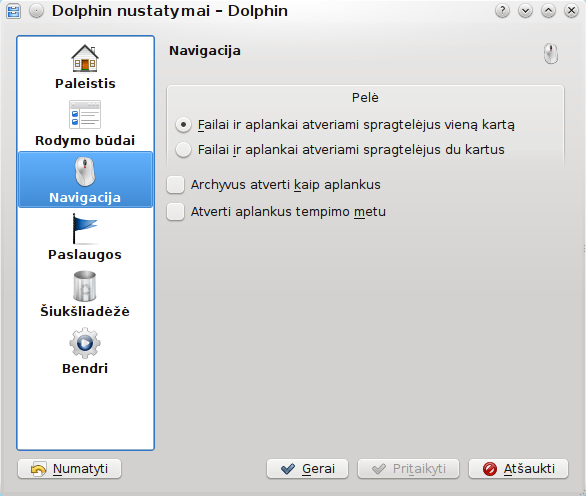 Dolphin nustatymai – Dolphin
Paleistis
Rodymo būdai
Navigacija
Paslaugos
Šiukšliadėžė
Bendri
Navigacija
Pelė
Failai ir aplankai atveriami spragtelėjus vieną kartą
Failai ir aplankai atveriami spragtelėjus du kartus
Archyvus atverti kaip aplankus
Atverti aplankus tempimo metu
Numatyti
Gerai
Pritaikyti
Atšaukti